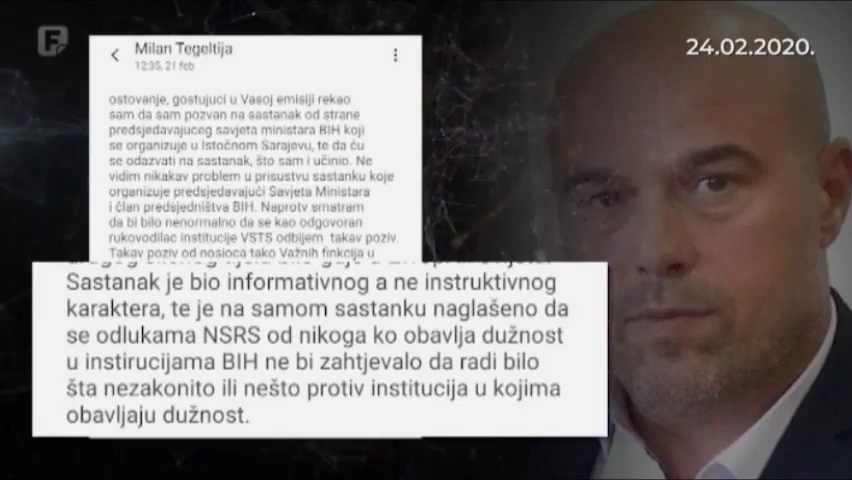 F
24.02.2020.
Milan Tegeltija
12:35, 21 feb
ostovanje, gostujuci u Vasoj emisiji rekao
sam da sam pozvan na sastanak od strane
predsjedavajuceg savjeta ministara BIH koji
se organizuje u Istočnom Sarajevu, te da ću
se odazvati na sastanak, što sam i učinio. Ne
vidim nikakav problem u prisustvu sastanku koje
organizuje predsjedavajući Savjeta Ministara
i član predsjedništva BIH. Naprotv smatram
da bi bilo nenormalno da se kao odgovoran
rukovodilac institucije VSTS odbijem takav poziv.
Takav poziv od nosioca tako Važnih finkcija u
Sastanak je bio informativnog a ne instruktivnog
karaktera, te je na samom sastanku naglašeno da
se odlukama NSRS od nikoga ko obavlja dužnost
u instirucijama BIH ne bi zahtjevalo da radi bilo
šta nezakonito ili nešto protiv institucija u kojima
obavljaju dužnost.